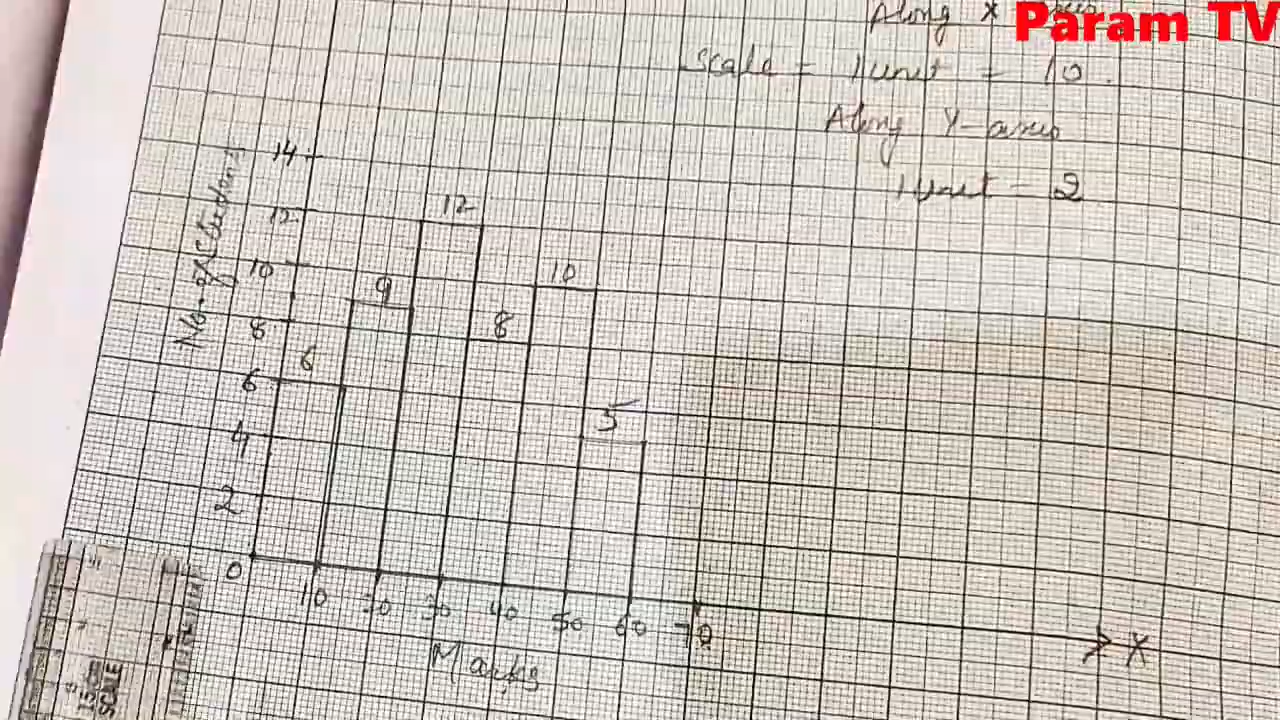 Along X
Param TV
Scale - 1 unit = 10.
Along Y-axis
1 unit - 2
No. of Students
14
12
10
8
6
4
2
0
6
9
12
8
10
5
10 20 30 40 50 60 70
X
Marks